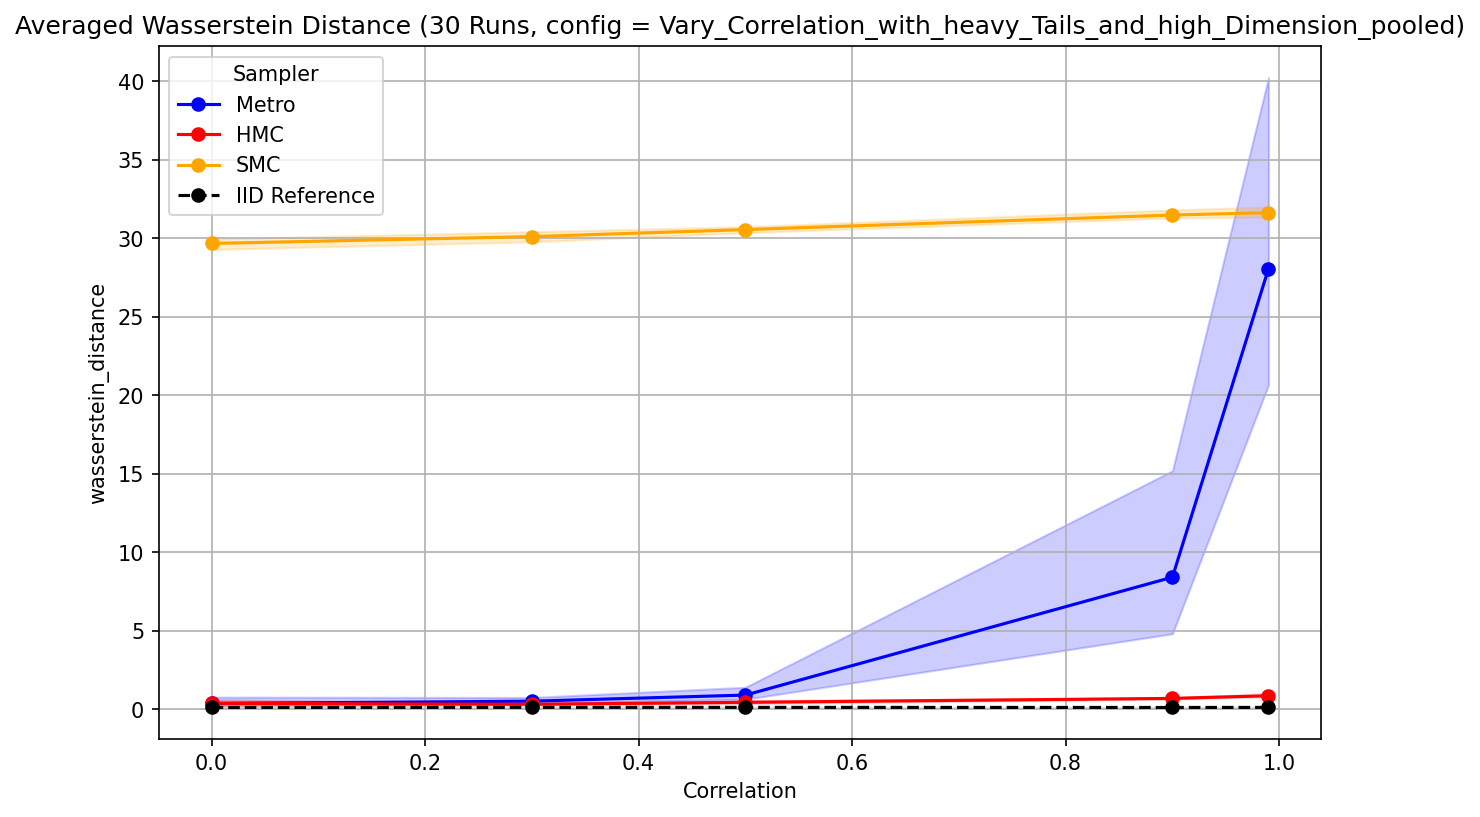 Averaged Wasserstein Distance (30 Runs, config = Vary_Correlation_with_heavy_Tails_and_high_Dimension_pooled)
Sampler
Metro
HMC
SMC
IID Reference
wasserstein_distance
40
35
30
25
20
15
10
5
0
0.0 0.2 0.4 0.6 0.8 1.0
Correlation